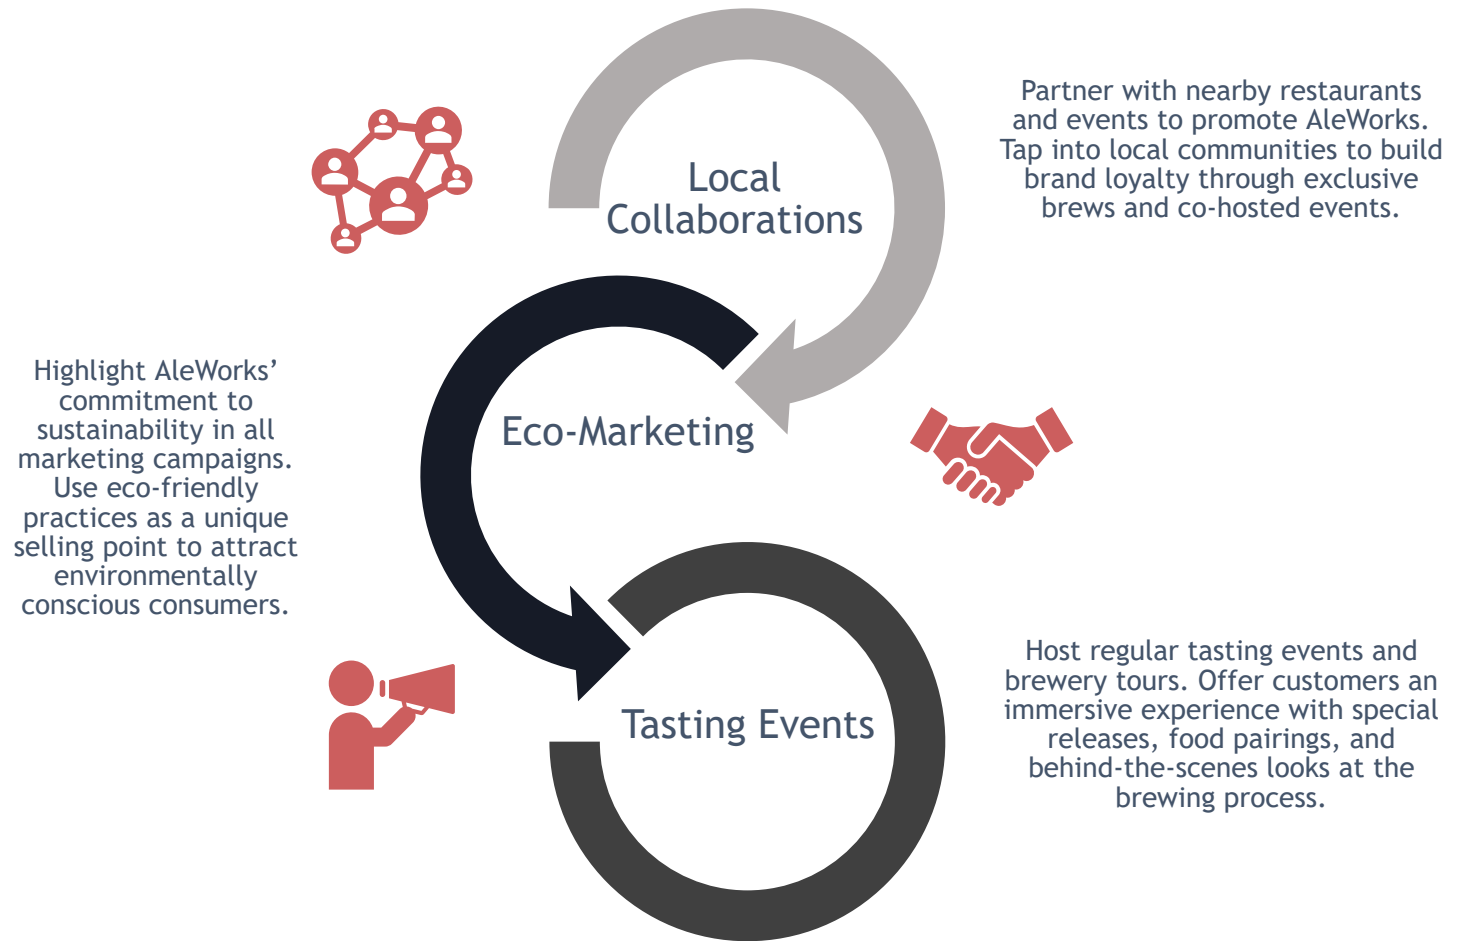 Local
Collaborations
Partner with nearby restaurants
and events to promote AleWorks.
Tap into local communities to build
brand loyalty through exclusive
brews and co-hosted events.
Eco-Marketing
Highlight AleWorks’
commitment to
sustainability in all
marketing campaigns.
Use eco-friendly
practices as a unique
selling point to attract
environmentally
conscious consumers.
Tasting Events
Host regular tasting events and
brewery tours. Offer customers an
immersive experience with special
releases, food pairings, and
behind-the-scenes looks at the
brewing process.